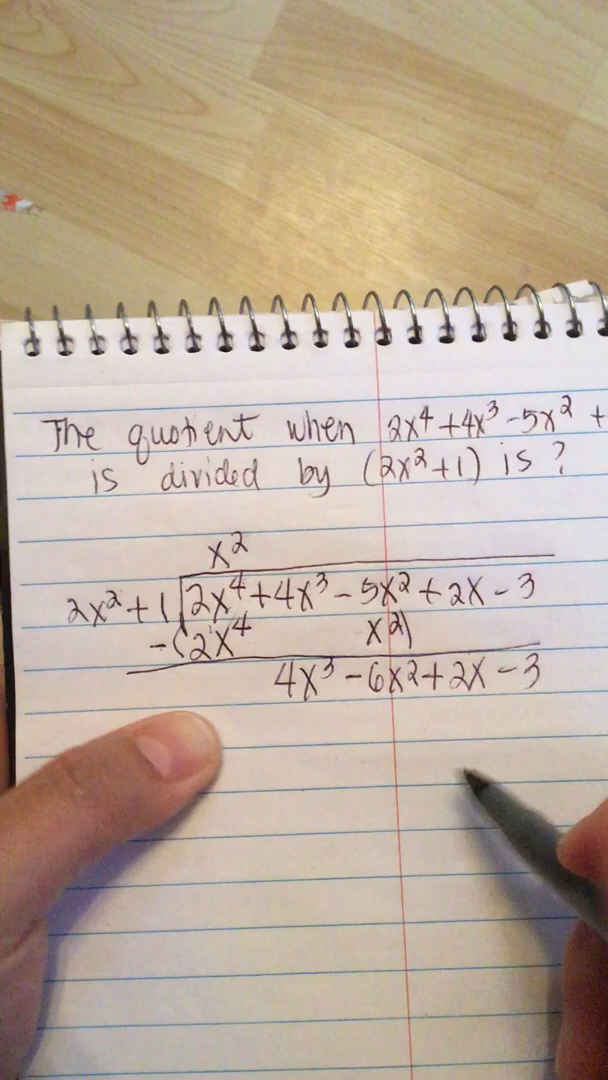 The quotient when 2x⁴+4x³-5x²+
is divided by (2x²+1) is?
x²
2x²+1 2x⁴+4x³-5x²+2x-3
-(2x⁴ x²)
4x³-6x²+2x-3